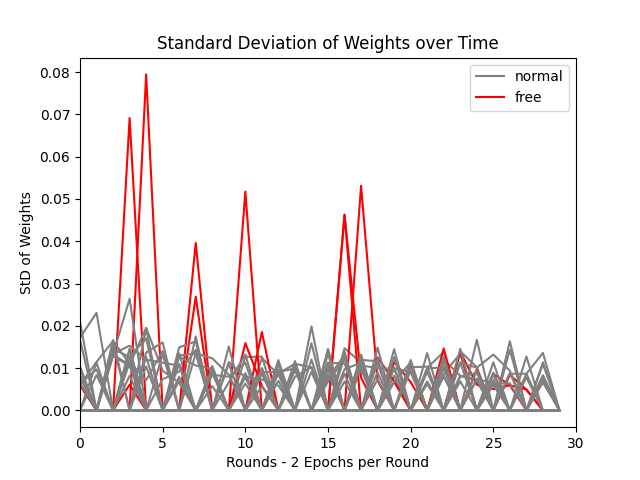 Standard Deviation of Weights over Time
0.08
0.07
0.06
0.05
0.04
0.03
0.02
0.01
0.00
StD of Weights
normal
free
0 5 10 15 20 25 30
Rounds - 2 Epochs per Round